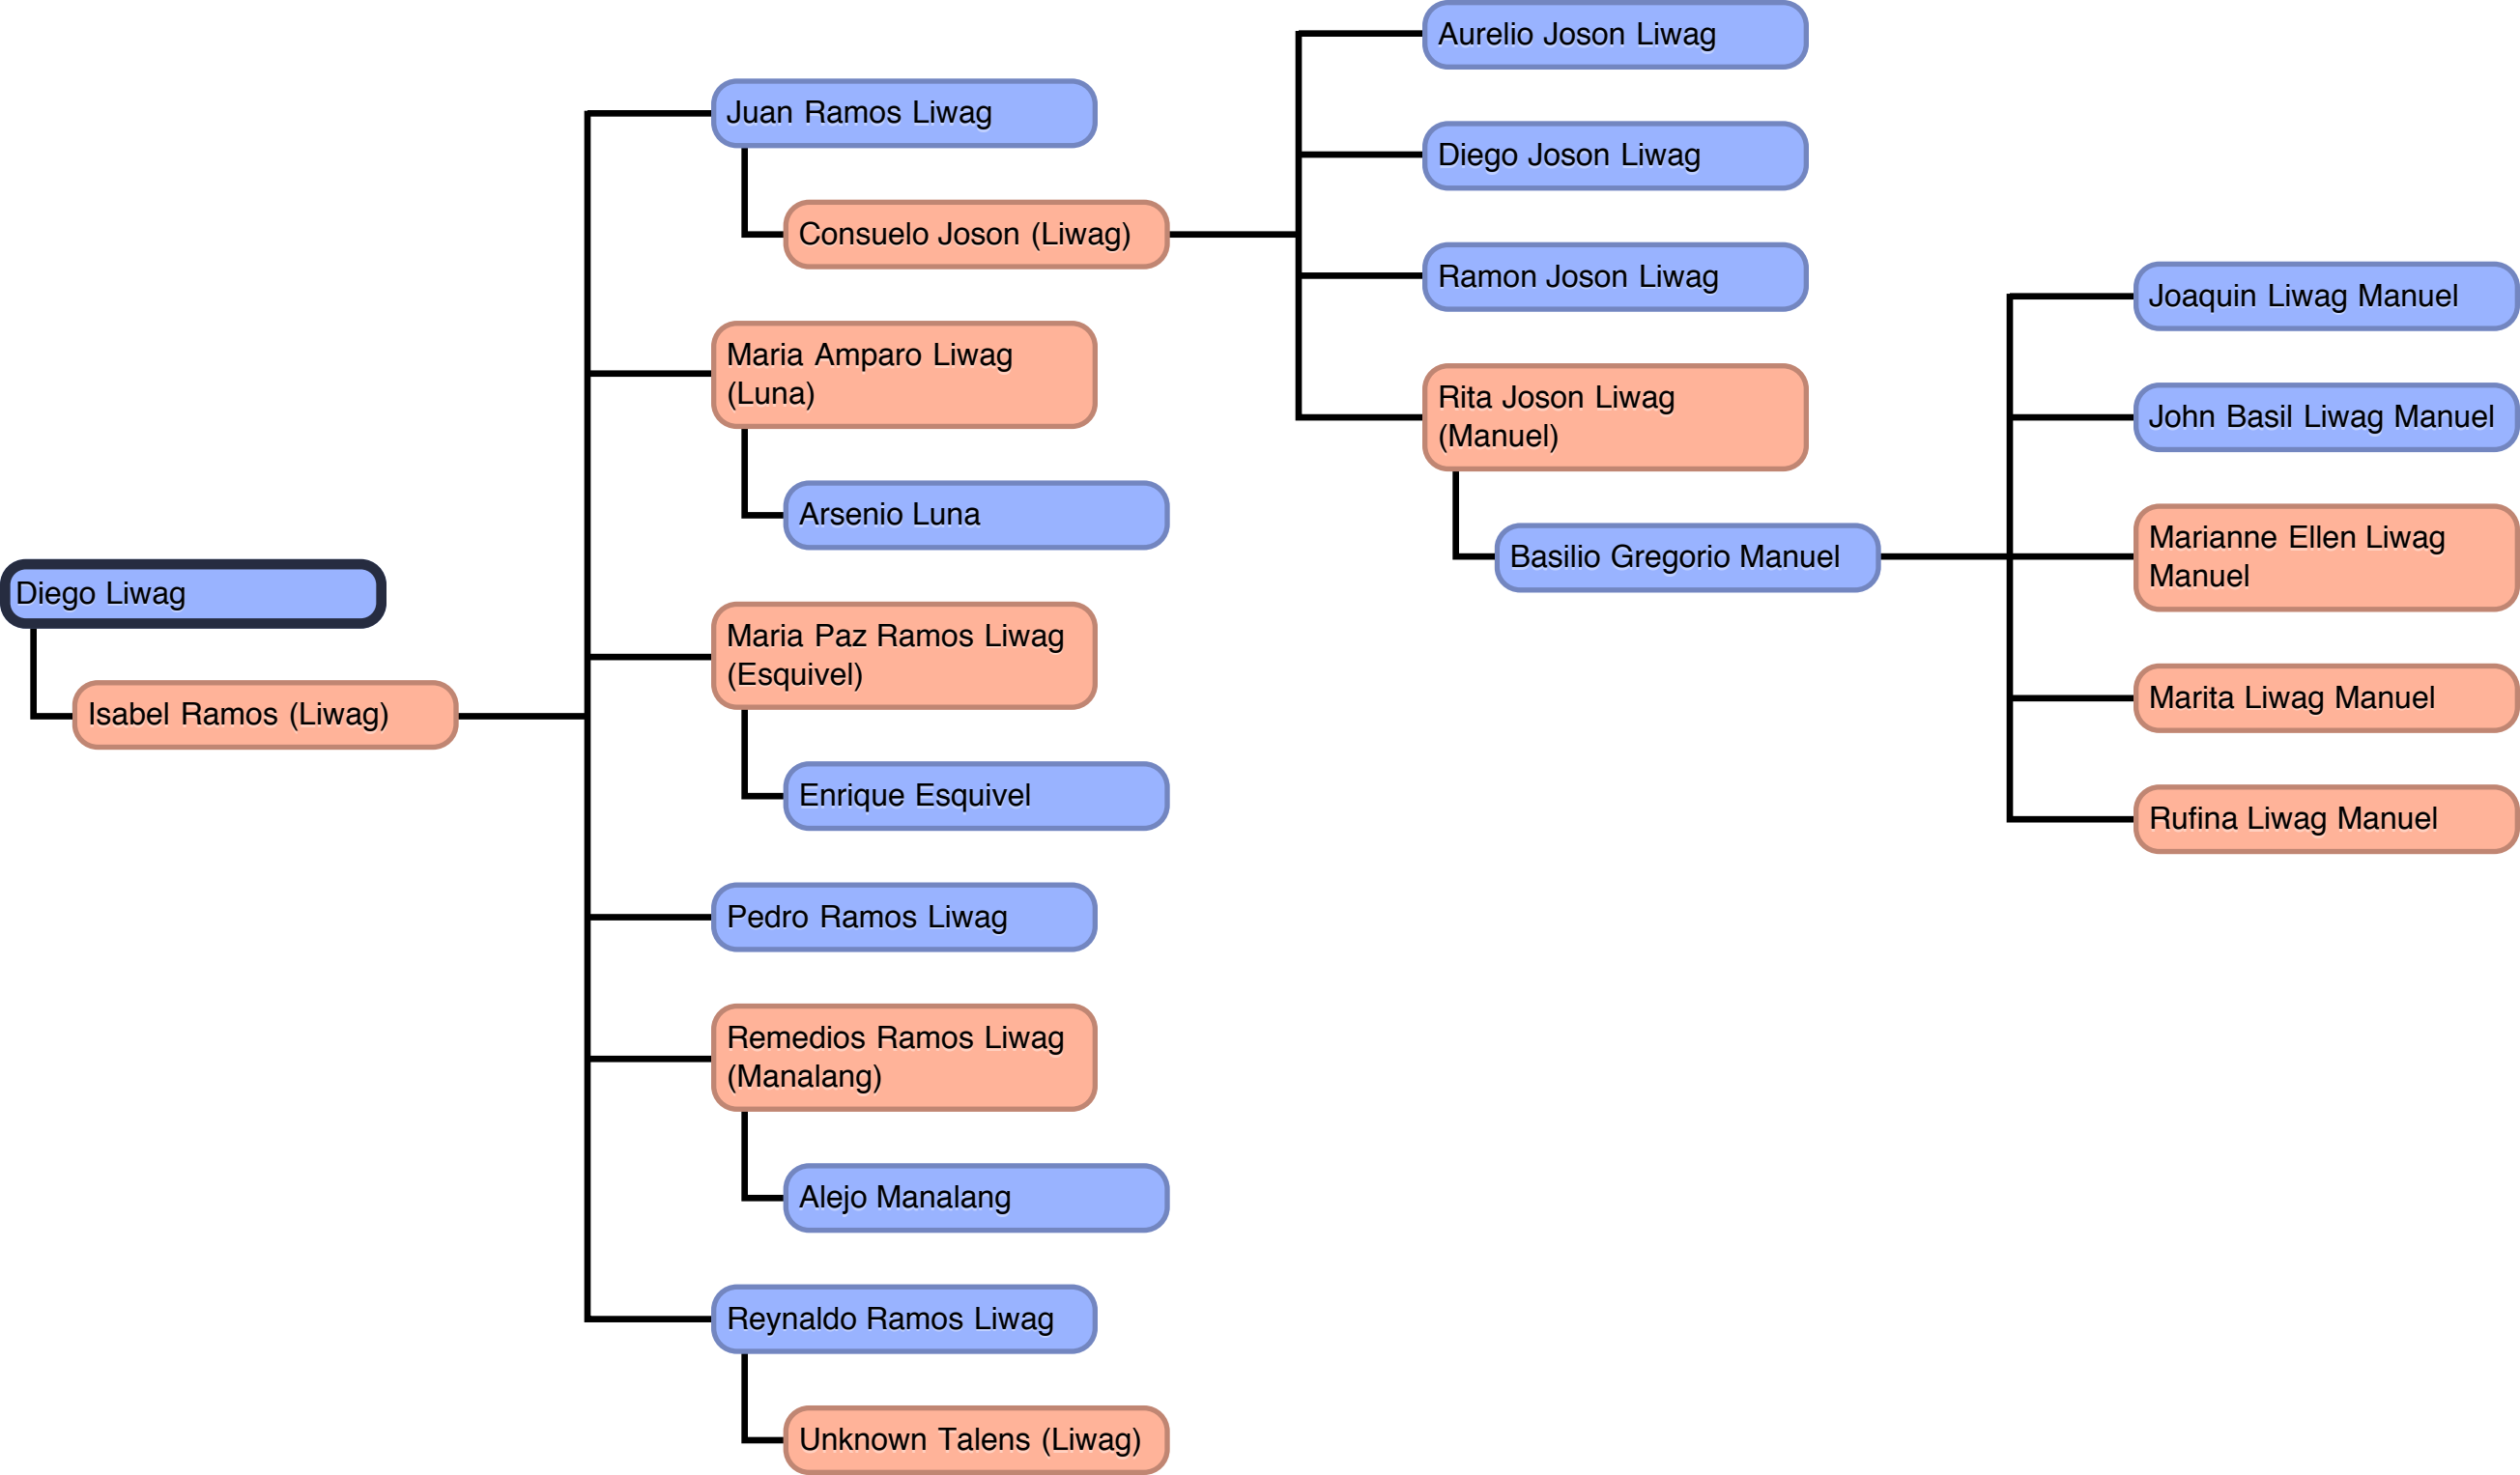 Diego Liwag
Isabel Ramos (Liwag)
Juan Ramos Liwag
Consuelo Joson (Liwag)
Maria Amparo Liwag
(Luna)
Arsenio Luna
Maria Paz Ramos Liwag
(Esquivel)
Enrique Esquivel
Pedro Ramos Liwag
Remedios Ramos Liwag
(Manalang)
Alejo Manalang
Reynaldo Ramos Liwag
Unknown Talens (Liwag)
Aurelio Joson Liwag
Diego Joson Liwag
Ramon Joson Liwag
Rita Joson Liwag
(Manuel)
Basilio Gregorio Manuel
Joaquin Liwag Manuel
John Basil Liwag Manuel
Marianne Ellen Liwag
Manuel
Marita Liwag Manuel
Rufina Liwag Manuel